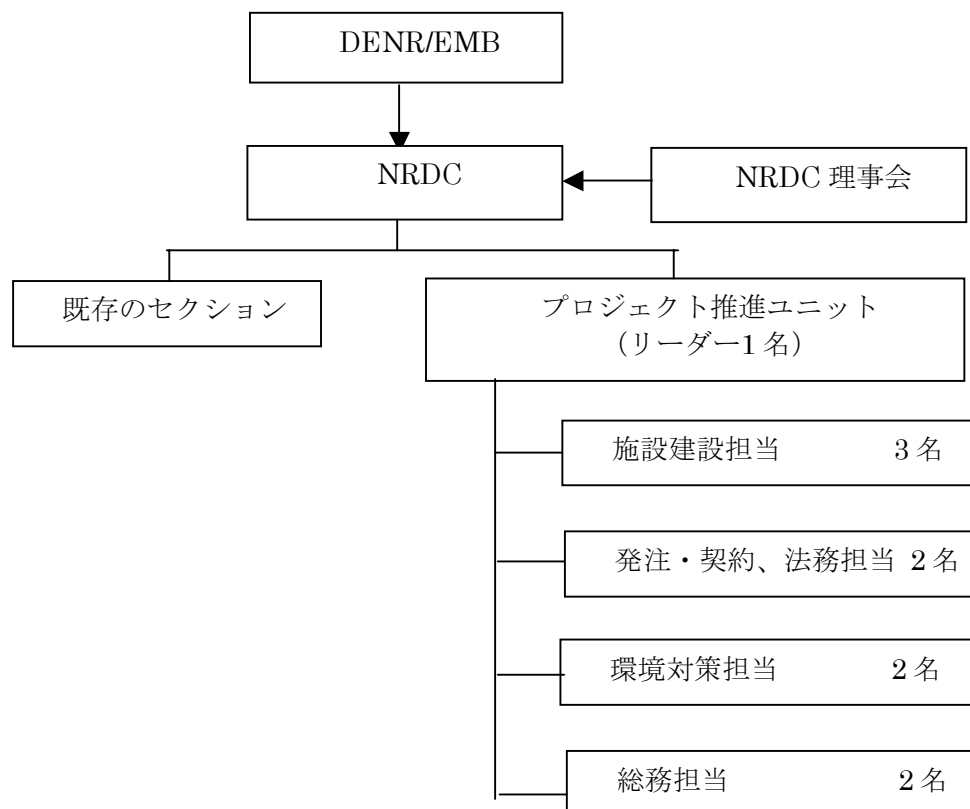 DENR/EMB
NRDC
NRDC 理事会
既存のセクション
プロジェクト推進ユニット
（リーダー1 名）
施設建設担当 3 名
発注・契約、法務担当 2 名
環境対策担当 2 名
総務担当 2 名